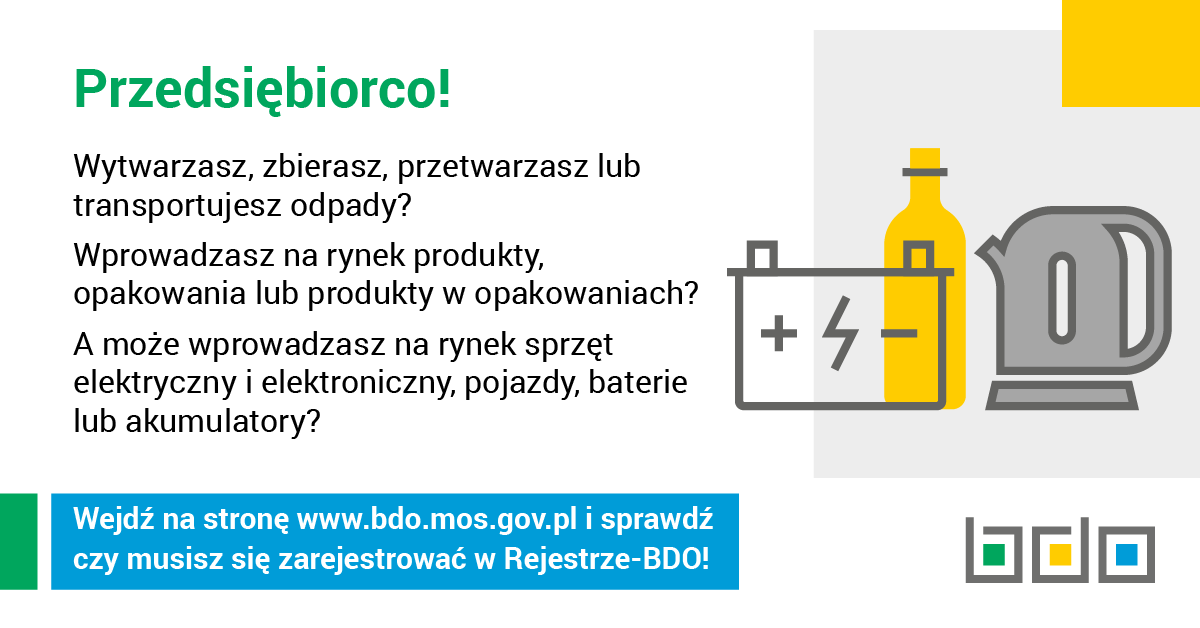 Przedsiębiorco!
Wytwarzasz, zbierasz, przetwarzasz lub
transportujesz odpady?
Wprowadzasz na rynek produkty,
opakowania lub produkty w opakowaniach?
A może wprowadzasz na rynek sprzęt
elektryczny i elektroniczny, pojazdy, baterie
lub akumulatory?
Wejdź na stronę www.bdo.mos.gov.pl i sprawdź
czy musisz się zarejestrować w Rejestrze-BDO!
bdo